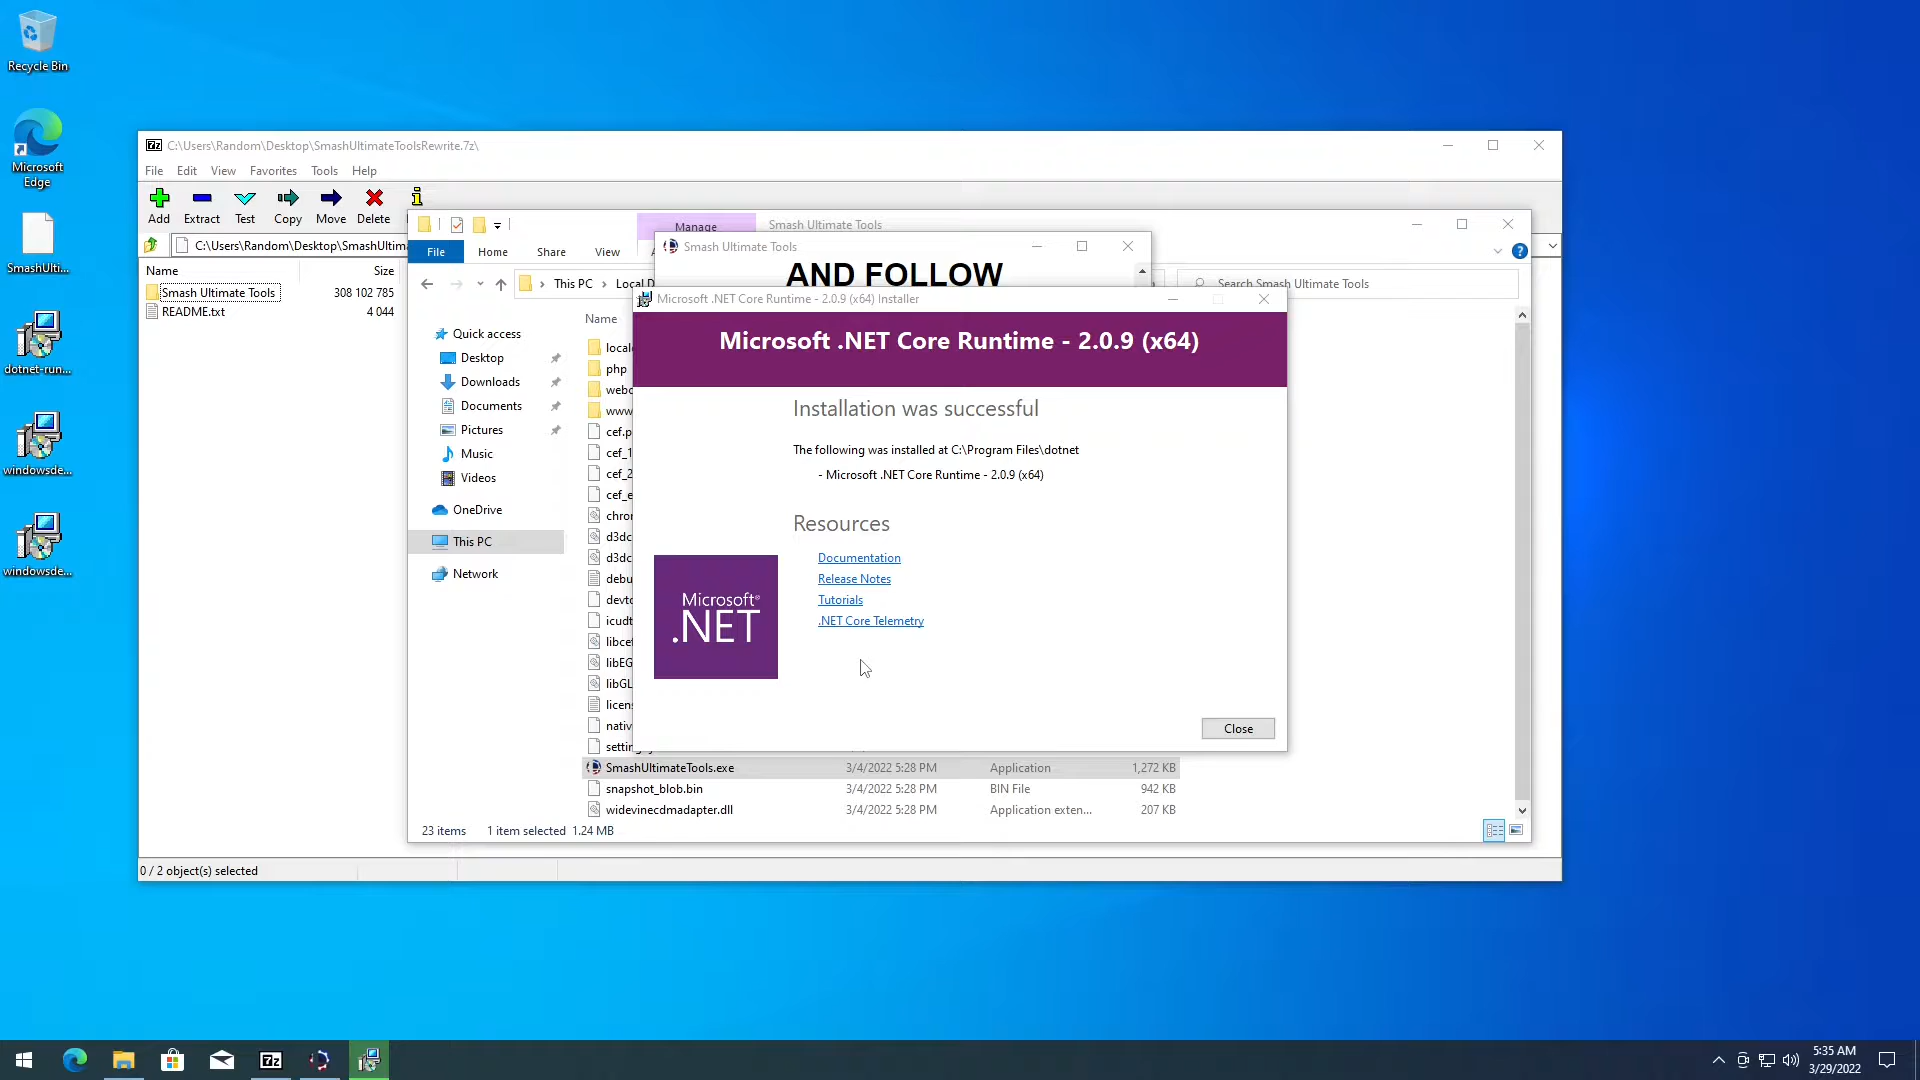 Recycle Bin
Microsoft
Edge
SmashUlti...
dotnet-run...
windowsde...
windowsde...
C:\Users\Random\Desktop\SmashUltimateToolsRewrite.7z\
File Edit View Favorites Tools Help
Add Extract Test Copy Move Delete
C:\Users\Random\Desktop\SmashUltima
Name Size
Smash Ultimate Tools 308 102 785
README.txt 4 044
0 / 2 object(s) selected
Manage Smash Ultimate Tools
File Home Share View
This PC Local D
Search Smash Ultimate Tools
Quick access
Desktop
Downloads
Documents
Pictures
Music
Videos
OneDrive
This PC
Network
Name
local
php
webc
www
cef.p
cef_1
cef_2
cef_e
chro
d3dc
d3dc
debu
devto
icudt
libcef
libEG
libGL
licens
nativ
setting
SmashUltimateTools.exe 3/4/2022 5:28 PM Application 1,272 KB
snapshot_blob.bin 3/4/2022 5:28 PM BIN File 942 KB
widevinecdmadapter.dll 3/4/2022 5:28 PM Application exten... 207 KB
23 items 1 item selected 1.24 MB
Smash Ultimate Tools
AND FOLLOW
Microsoft .NET Core Runtime - 2.0.9 (x64) Installer
Microsoft .NET Core Runtime - 2.0.9 (x64)
Installation was successful
The following was installed at C:\Program Files\dotnet
- Microsoft .NET Core Runtime - 2.0.9 (x64)
Resources
Documentation
Release Notes
Tutorials
.NET Core Telemetry
Microsoft®
.NET
Close
7z
5:35 AM
3/29/2022